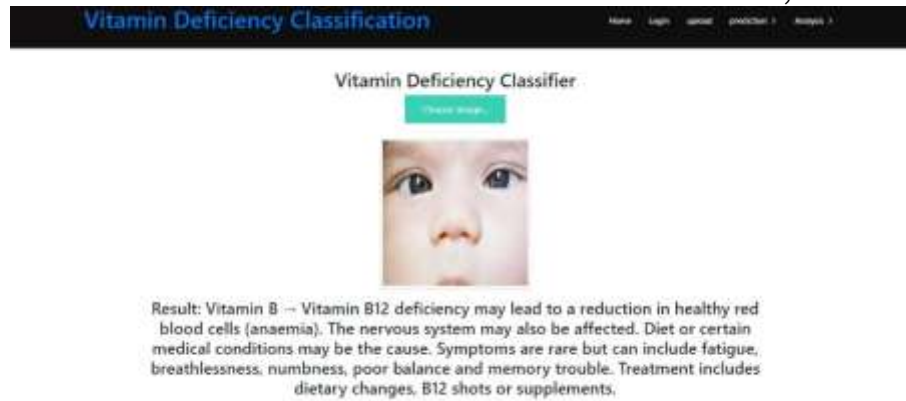 Vitamin Deficiency Classification
Home Login upload prediction Analysis
Vitamin Deficiency Classifier
Choose Image...
Result: Vitamin B → Vitamin B12 deficiency may lead to a reduction in healthy red
blood cells (anaemia). The nervous system may also be affected. Diet or certain
medical conditions may be the cause. Symptoms are rare but can include fatigue,
breathlessness, numbness, poor balance and memory trouble. Treatment includes
dietary changes, B12 shots or supplements.